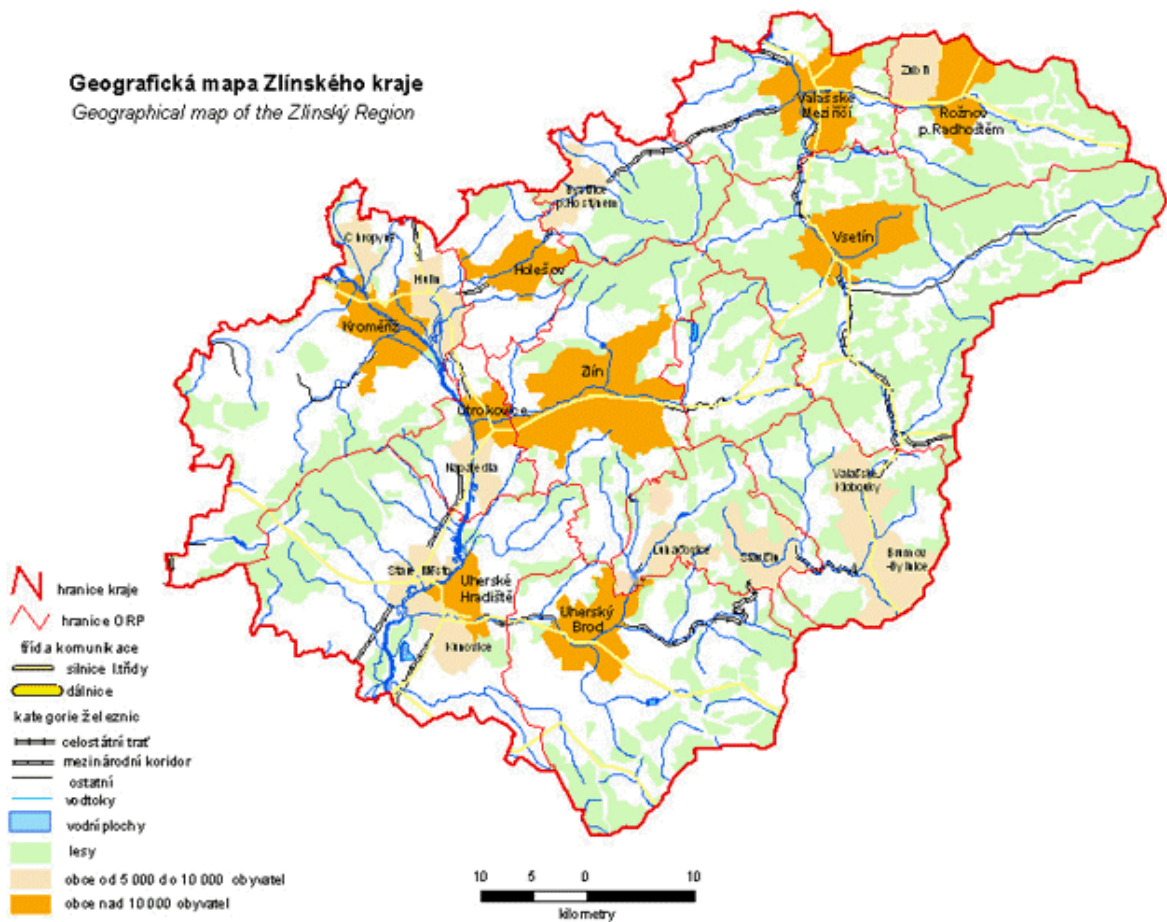 Geografická mapa Zlínského kraje
Geographical map of the Zlínský Region
Zubří
Valašské
Meziříčí
Rožnov
p.Radhoštěm
Bystřice
p.Hostýnem
Vsetín
Chropyně
Holešov
Hulín
Kroměříž
Zlín
Otrokovice
Napajedla
Valašské
Klobouky
Luhačovice
Slavičín
Brumov
-Bylnice
Staré Město
Uherské
Hradiště
Uherský
Brod
Kunovice
hranice kraje
hranice ORP
třída komunikace
silnice I.třídy
dálnice
kategorie železnic
celostátní trať
mezinárodní koridor
ostatní
vodtoky
vodní plochy
lesy
obce od 5 000 do 10 000 obyvatel
obce nad 10 000 obyvatel
10 5 0 10
kilometry